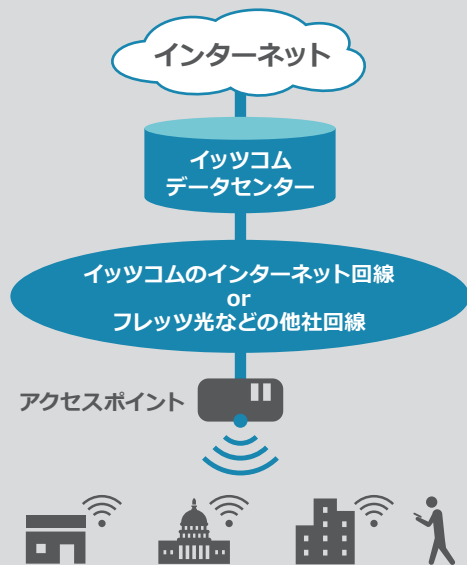 インターネット
イッツコム
データセンター
イッツコムのインターネット回線
or
フレッツ光などの他社回線
アクセスポイント